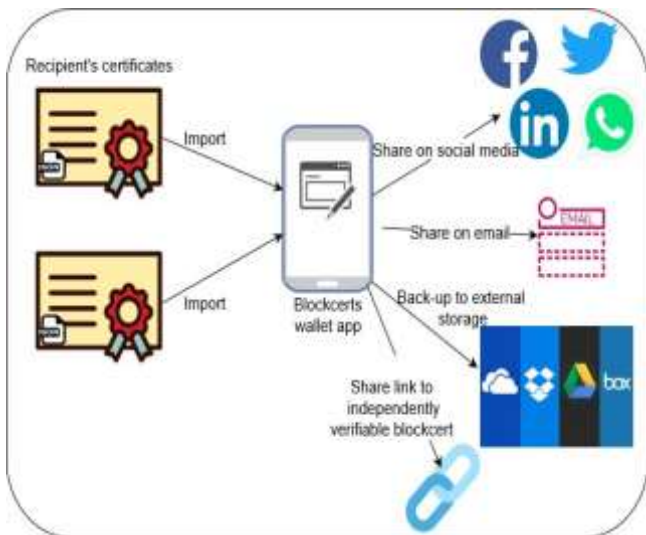 Recipient's certificates
Import
Import
Blockcerts
wallet app
Share on social media
Share on email
EMAIL
Back-up to external
storage
box
Share link to
independently
verifiable blockcert
in